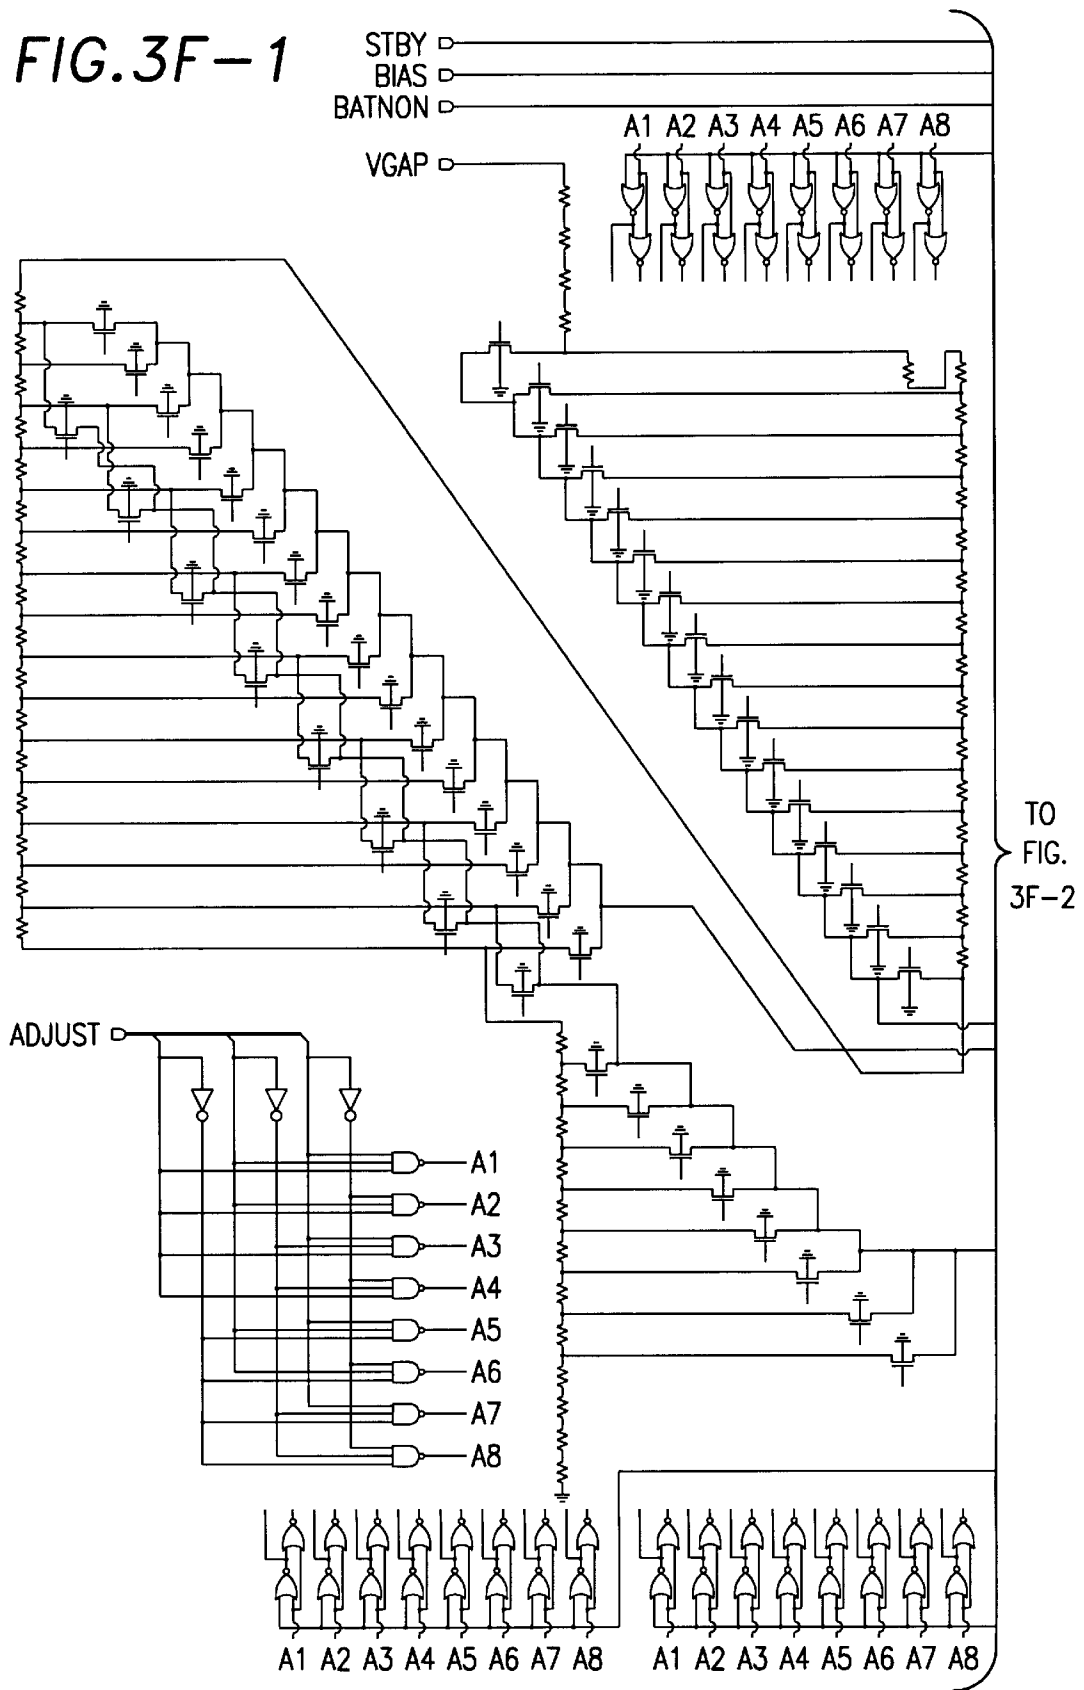 FIG.3F-1
STBY
BIAS
BATNON
A1 A2 A3 A4 A5 A6 A7 A8
VGAP
TO
FIG.
3F-2
ADJUST
A1
A2
A3
A4
A5
A6
A7
A8
A1 A2 A3 A4 A5 A6 A7 A8
A1 A2 A3 A4 A5 A6 A7 A8